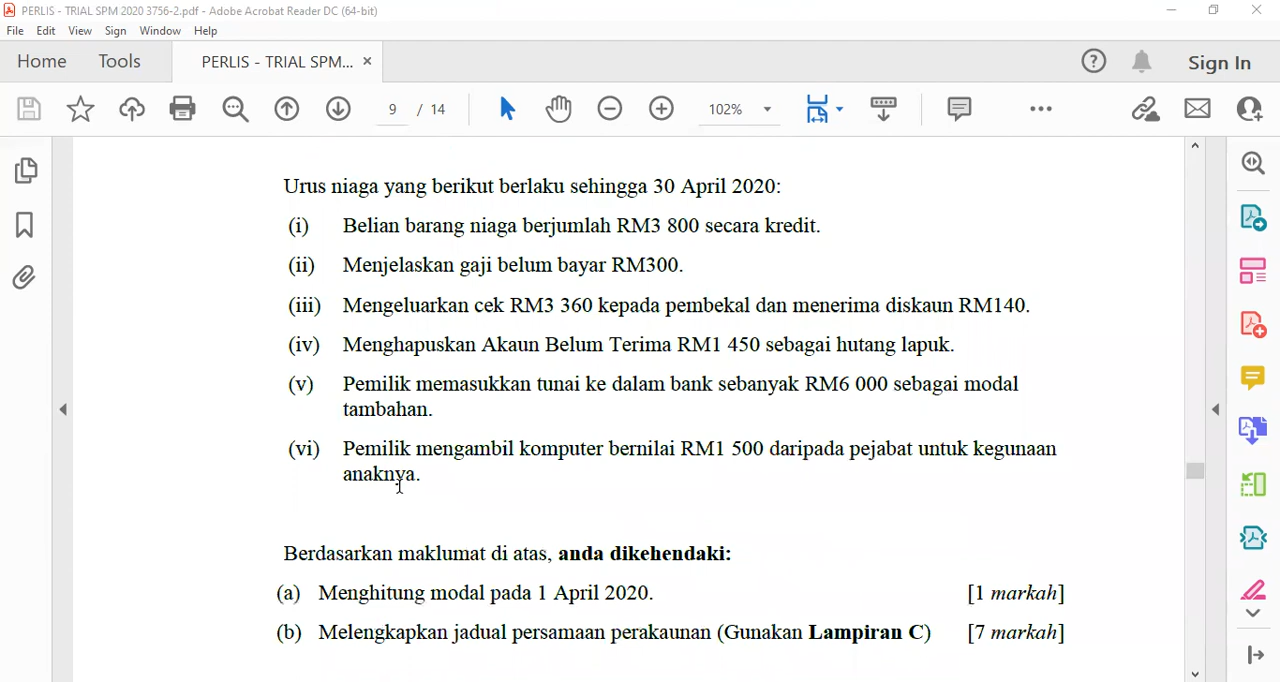 PERLIS - TRIAL SPM 2020 3756-2.pdf - Adobe Acrobat Reader DC (64-bit)
File Edit View Sign Window Help
Home Tools PERLIS - TRIAL SPM... × Sign In
9 / 14 102%
Urus niaga yang berikut berlaku sehingga 30 April 2020:
(i) Belian barang niaga berjumlah RM3 800 secara kredit.
(ii) Menjelaskan gaji belum bayar RM300.
(iii) Mengeluarkan cek RM3 360 kepada pembekal dan menerima diskaun RM140.
(iv) Menghapuskan Akaun Belum Terima RM1 450 sebagai hutang lapuk.
(v) Pemilik memasukkan tunai ke dalam bank sebanyak RM6 000 sebagai modal
tambahan.
(vi) Pemilik mengambil komputer bernilai RM1 500 daripada pejabat untuk kegunaan
anaknya.
Berdasarkan maklumat di atas, anda dikehendaki:
(a) Menghitung modal pada 1 April 2020. [1 markah]
(b) Melengkapkan jadual persamaan perakaunan (Gunakan Lampiran C) [7 markah]